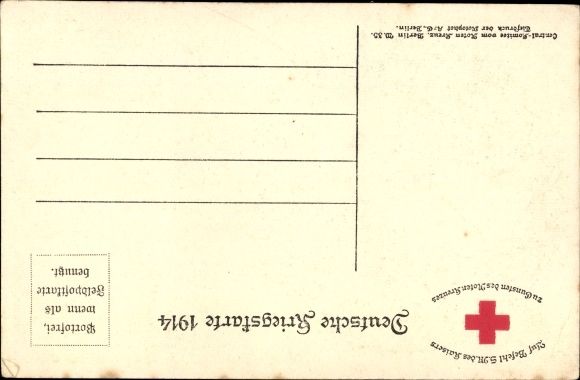 Auf Befehl S. M. des Kaisers
zu Gunsten des Roten Kreuzes
Deutsche Kriegskarte 1914
Portofrei,
wenn als
Feldpostkarte
benutzt.
Central-Komitee vom Roten Kreuz, Berlin W. 35.
Tiefdruck der Rotophot A.-G., Berlin.